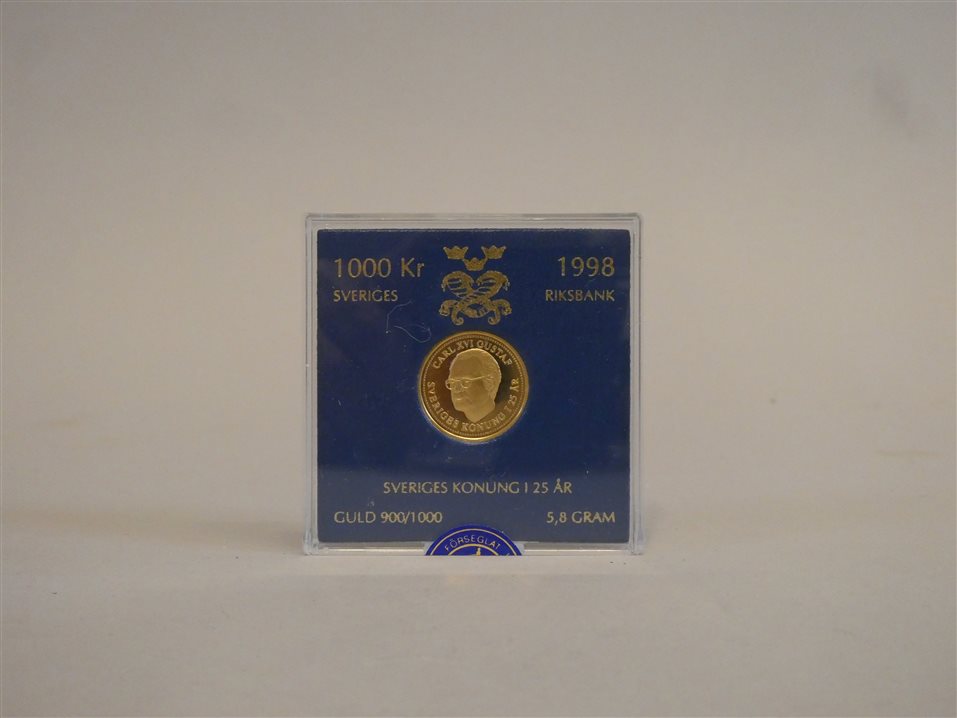 1000 Kr 1998
SVERIGES RIKSBANK
CARL XVI GUSTAF
SVERIGES KONUNG I 25 ÅR
SVERIGES KONUNG I 25 ÅR
GULD 900/1000 5,8 GRAM
FÖRSEGLAT